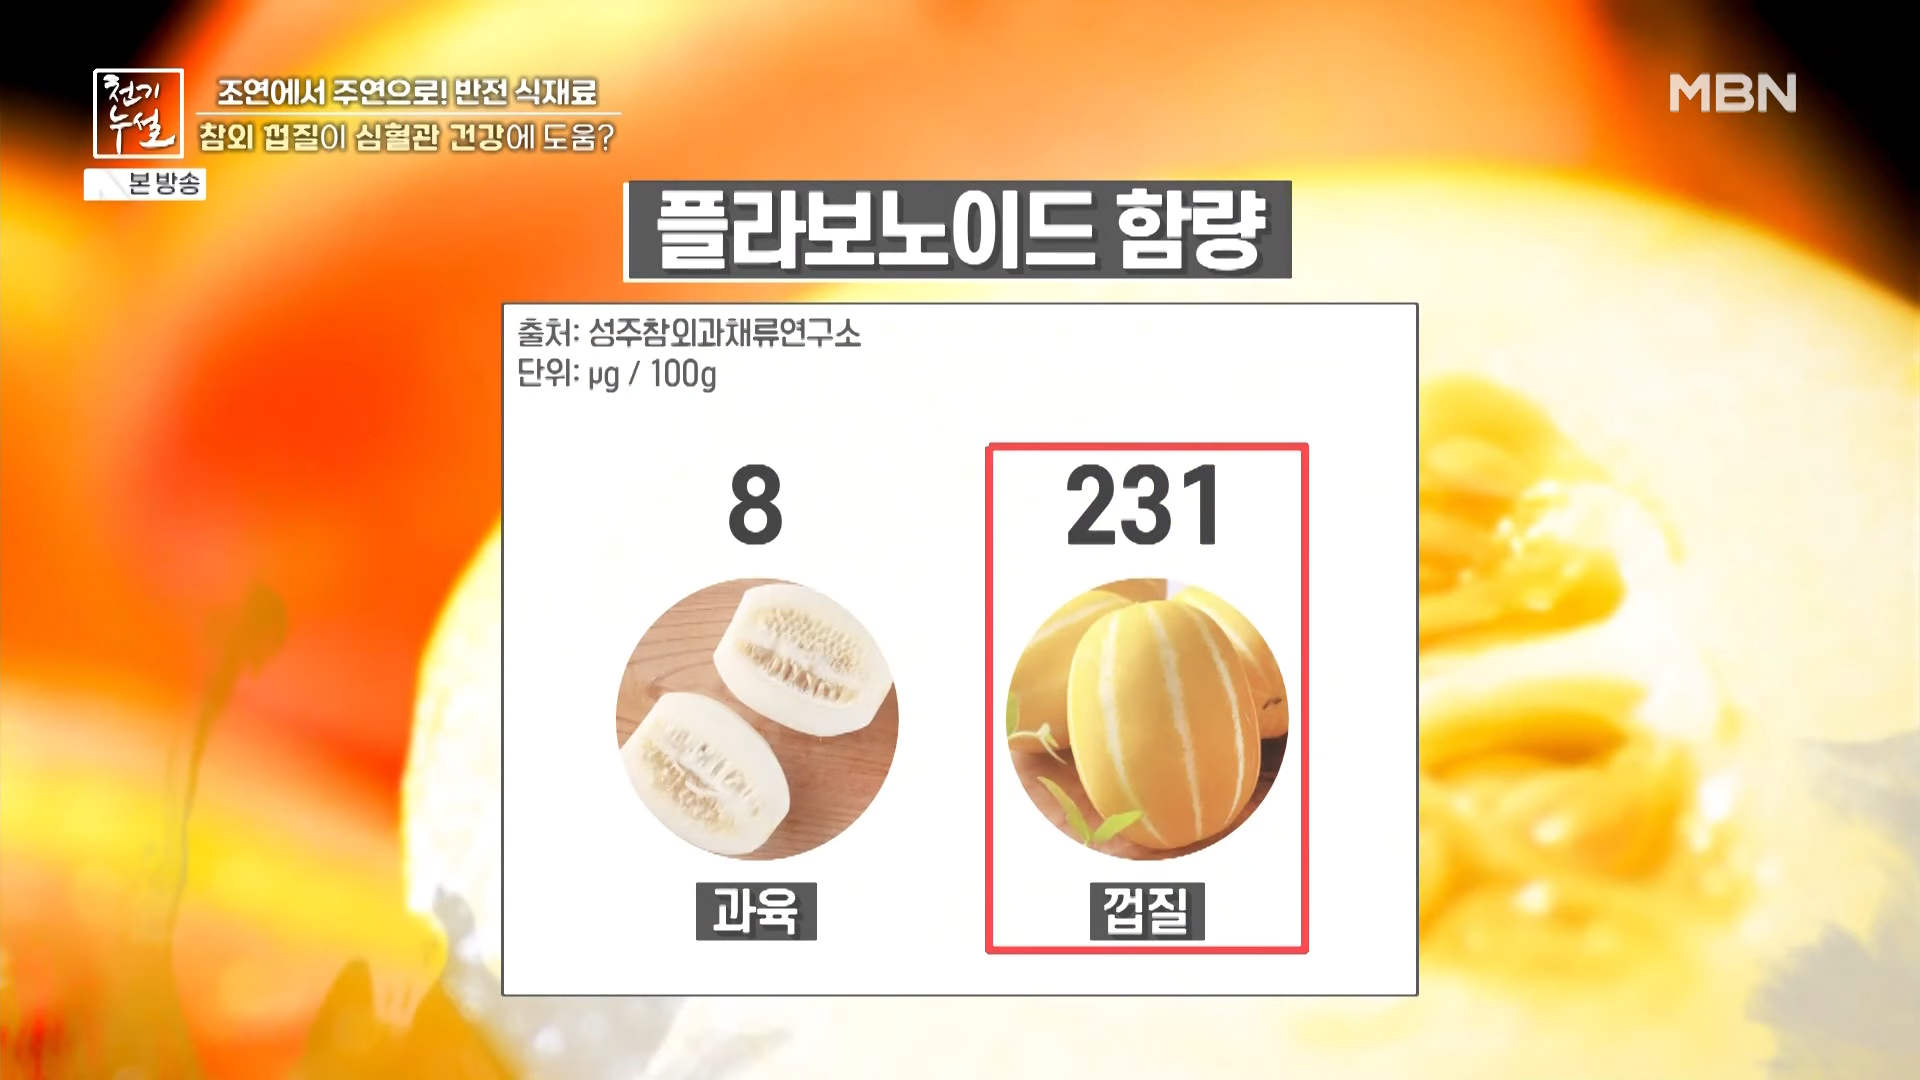 천기누설
조연에서 주연으로! 반전 식재료
MBN
참외 껍질이 심혈관 건강에 도움?
본 방송
플라보노이드 함량
출처: 성주참외과채류연구소
단위: μg / 100g
8
231
과육
껍질